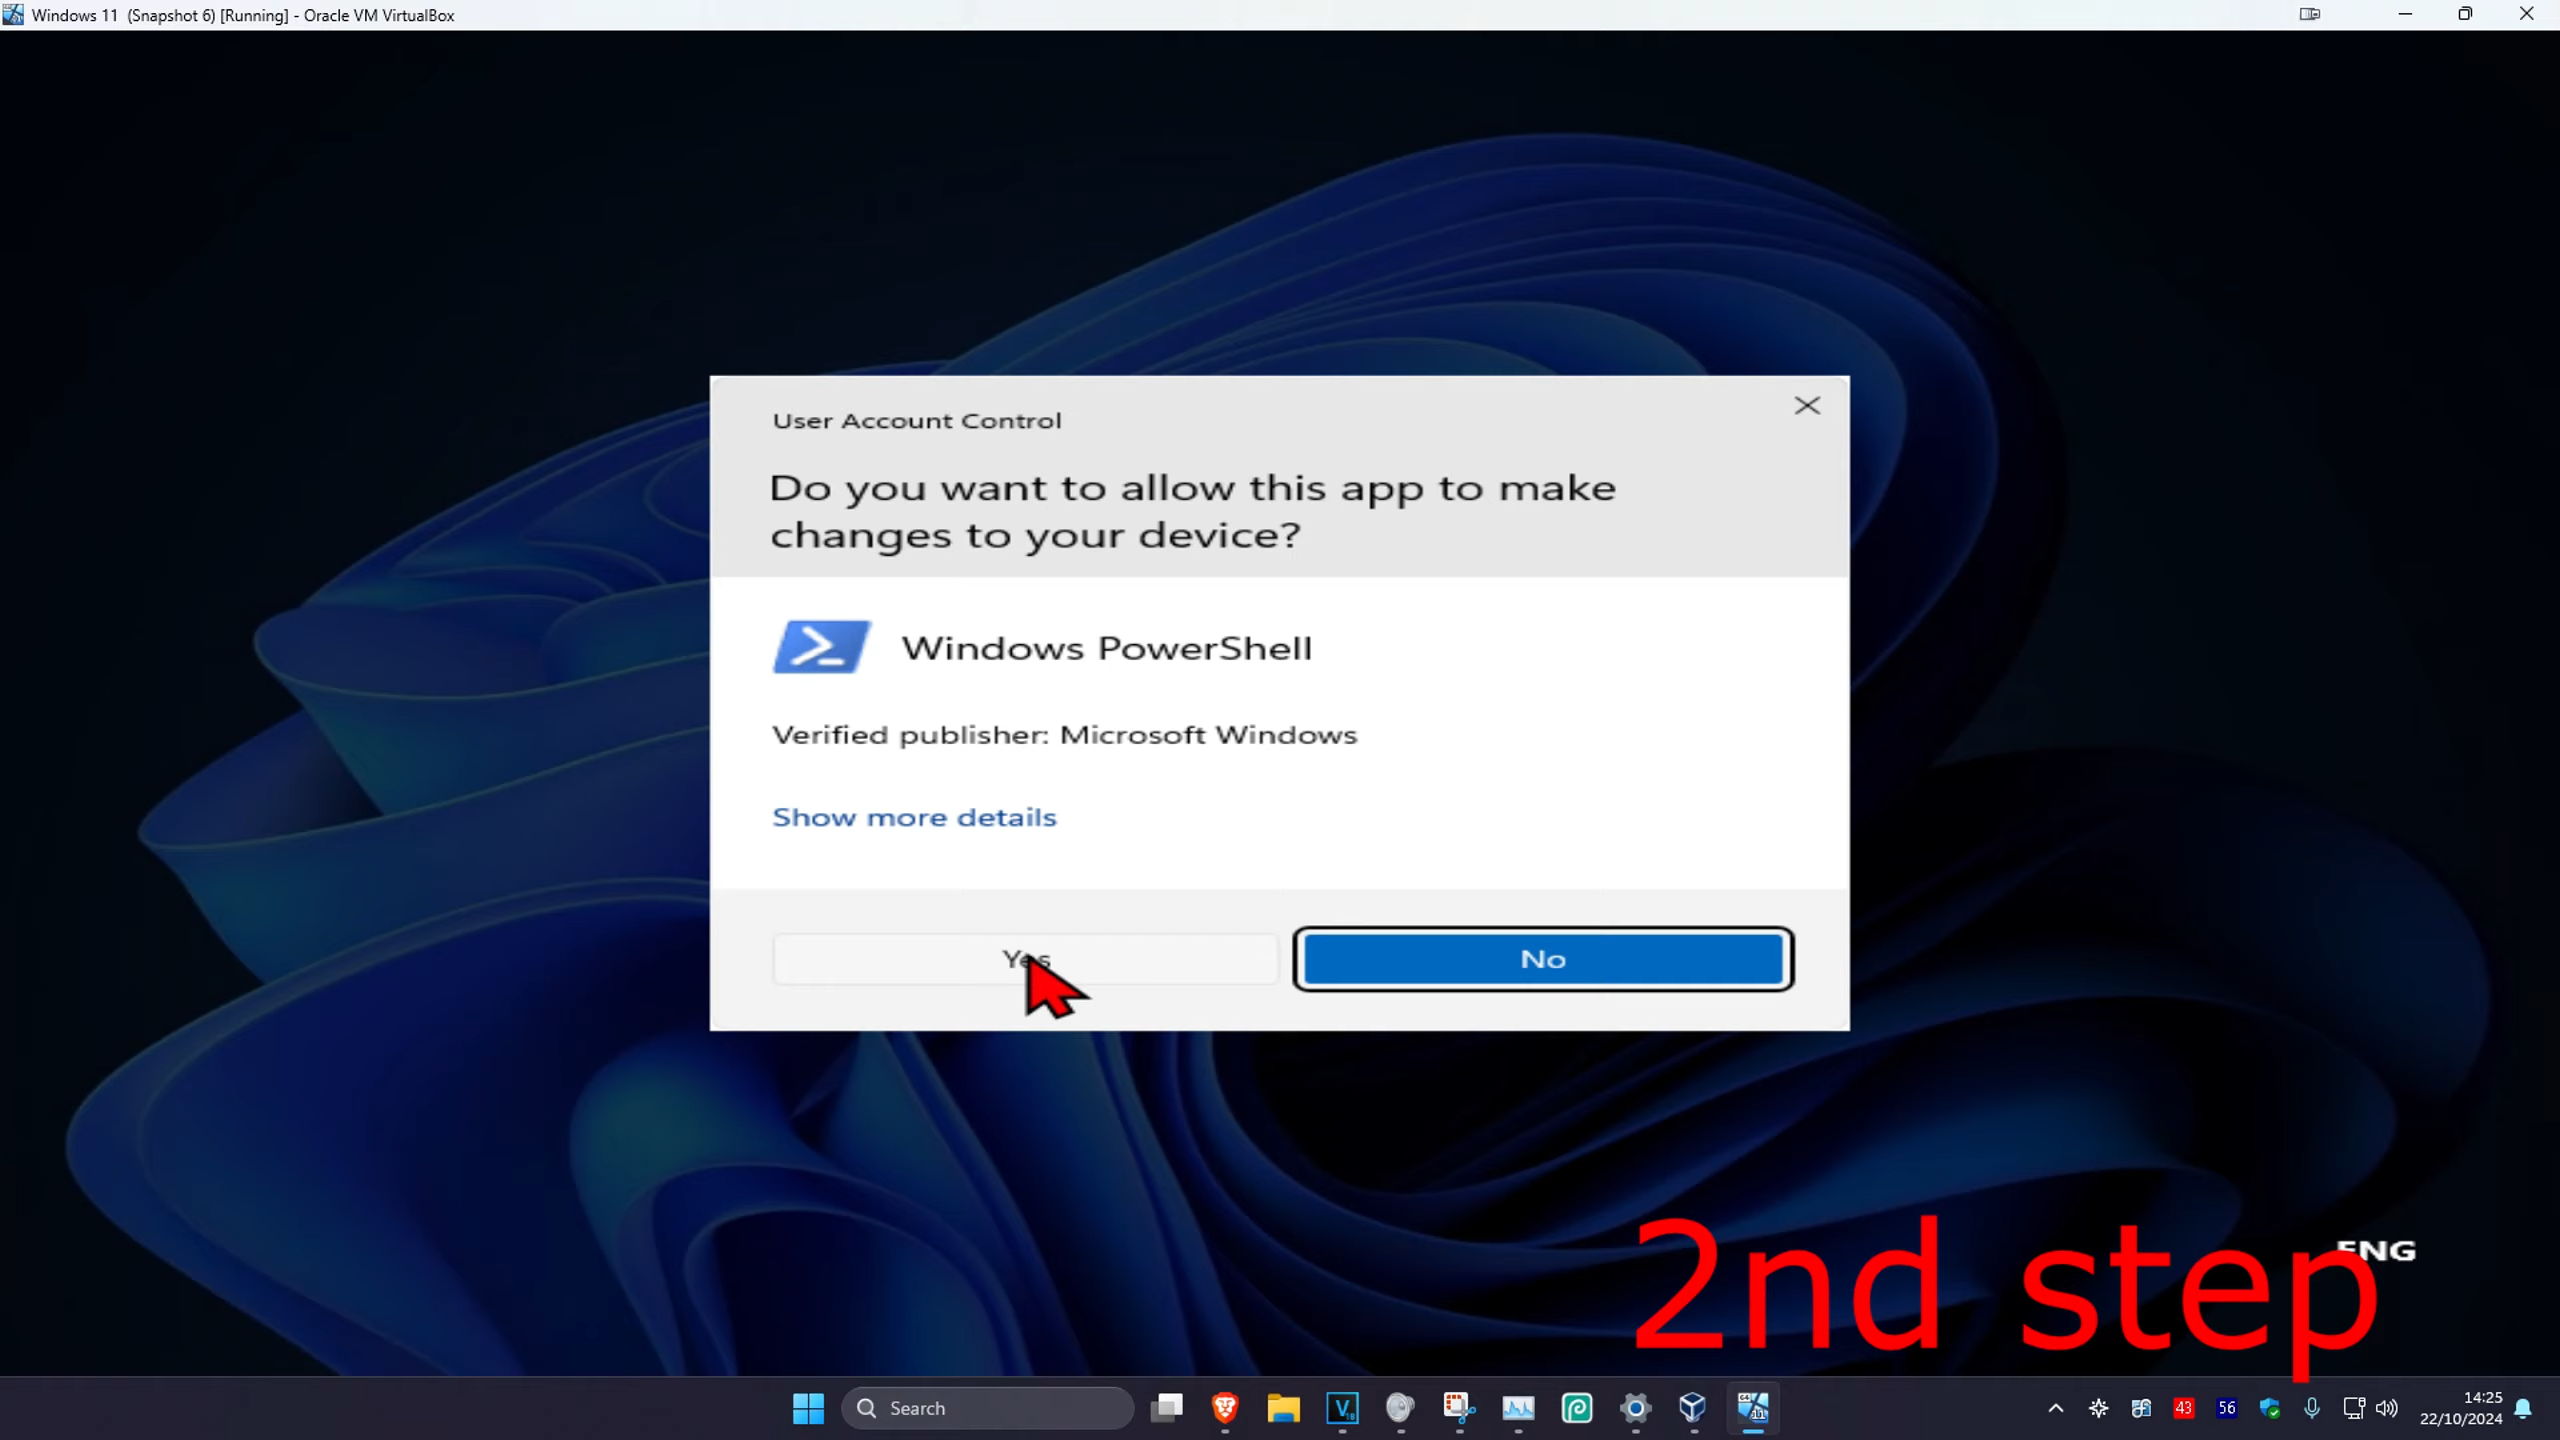 Windows 11 (Snapshot 6) [Running] - Oracle VM VirtualBox
User Account Control
Do you want to allow this app to make
changes to your device?
Windows PowerShell
Verified publisher: Microsoft Windows
Show more details
Yes
No
ENG
2nd step
Search
V18
43
56
14:25
22/10/2024